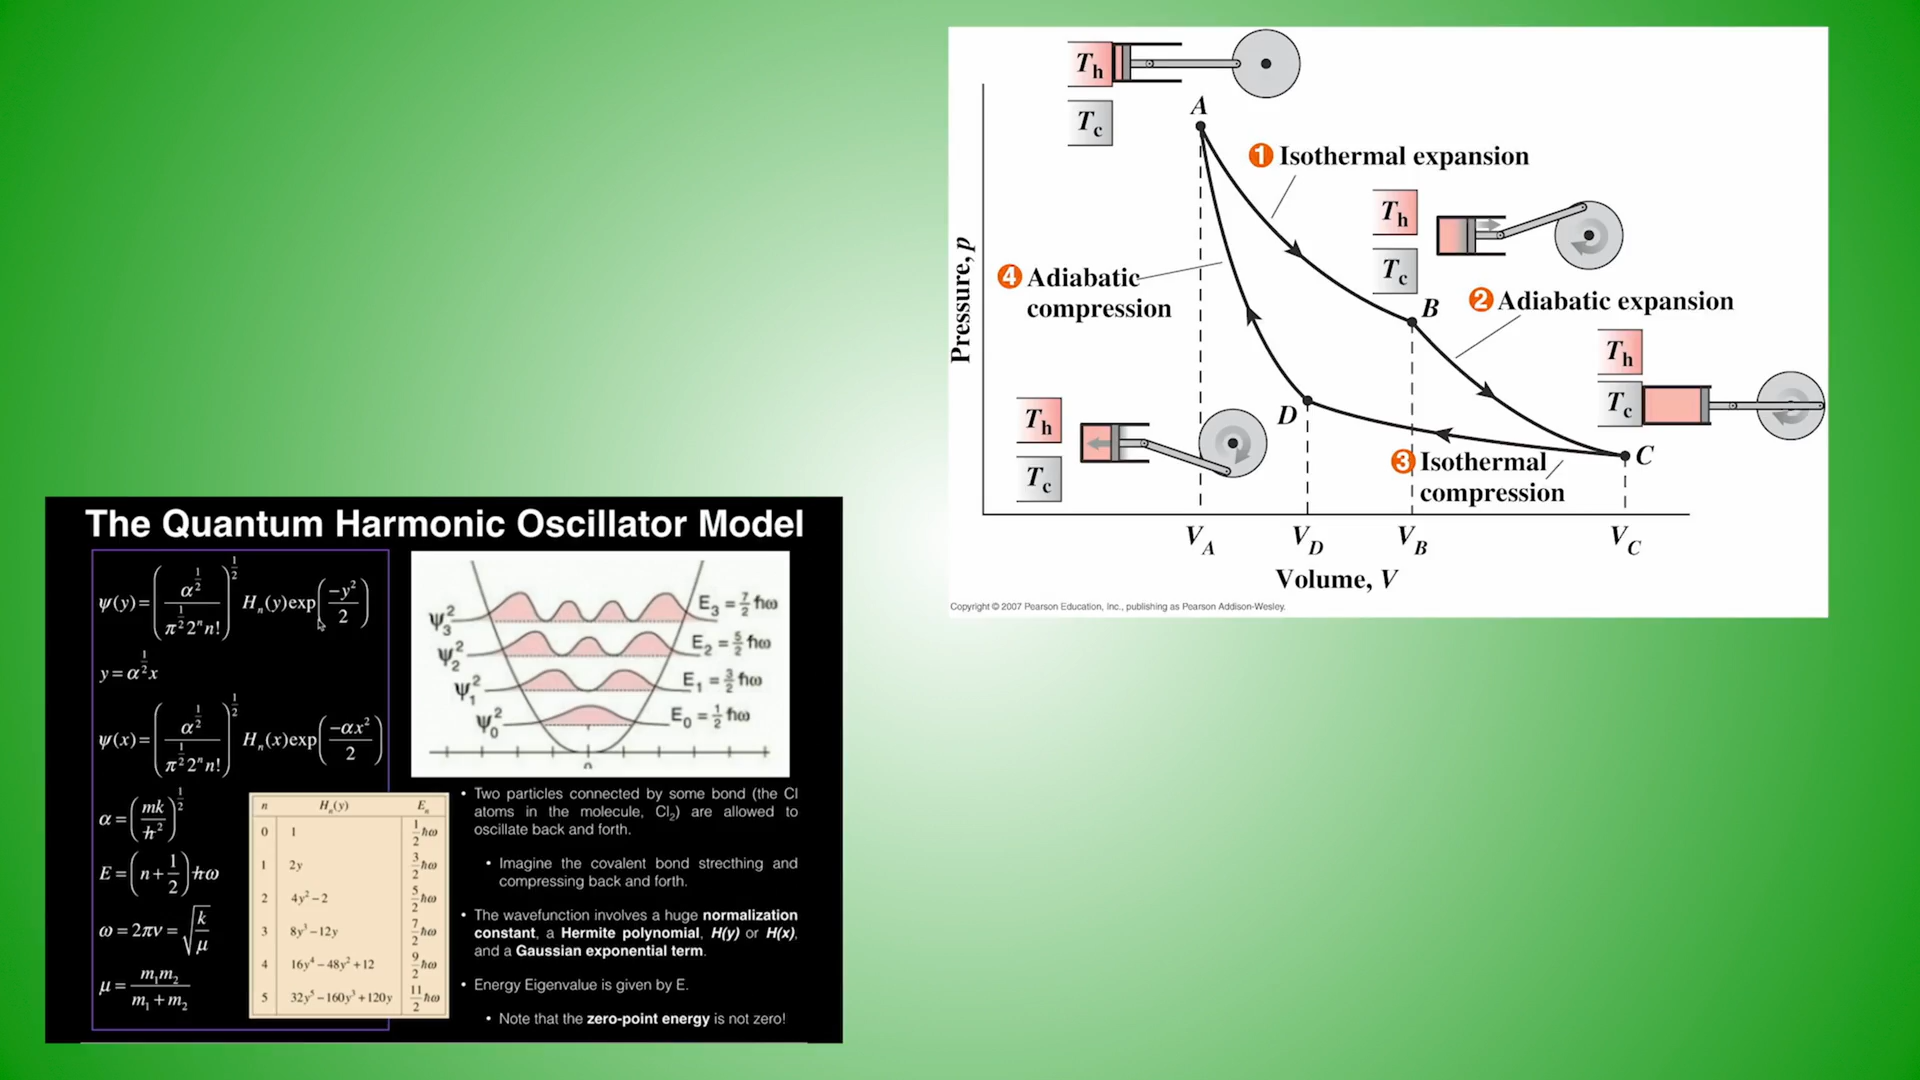 T_h
T_c
A
1 Isothermal expansion
T_h
T_c
4 Adiabatic
compression
B
2 Adiabatic expansion
T_h
T_c
Pressure, p
T_h
T_c
D
C
3 Isothermal
compression
V_A V_D V_B V_C
Volume, V
Copyright © 2007 Pearson Education, Inc., publishing as Pearson Addison-Wesley.
The Quantum Harmonic Oscillator Model
ψ(y)=(α^{1/2}/(π^{1/2}2^n n!))^{1/2} H_n(y)exp(−y²/2)
y=α^{1/2}x
ψ(x)=(α^{1/2}/(π^{1/2}2^n n!))^{1/2} H_n(x)exp(−αx²/2)
α=(mk/ħ²)^{1/2}
E=(n+1/2)ħω
ω=2πν=√(k/μ)
μ=m₁m₂/(m₁+m₂)
n H_n(y) E_n
0 1 1/2 ħω
1 2y 3/2 ħω
2 4y²−2 5/2 ħω
3 8y³−12y 7/2 ħω
4 16y⁴−48y²+12 9/2 ħω
5 32y⁵−160y³+120y 11/2 ħω
ψ₃² E₃ = 7/2 ħω
ψ₂² E₂ = 5/2 ħω
ψ₁² E₁ = 3/2 ħω
ψ₀² E₀ = 1/2 ħω
0
• Two particles connected by some bond (the Cl
atoms in the molecule, Cl₂) are allowed to
oscillate back and forth.
• Imagine the covalent bond strecthing and
compressing back and forth.
• The wavefunction involves a huge normalization
constant, a Hermite polynomial, H(y) or H(x),
and a Gaussian exponential term.
• Energy Eigenvalue is given by E.
• Note that the zero-point energy is not zero!